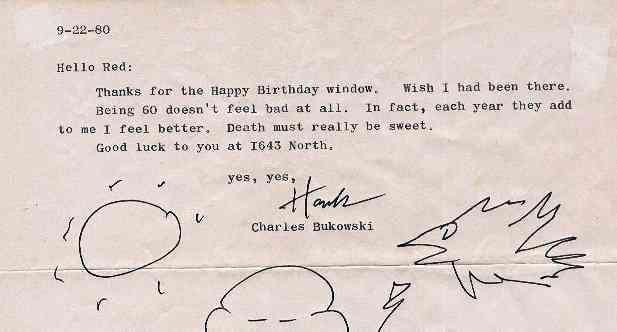 9-22-80
Hello Red:
Thanks for the Happy Birthday window. Wish I had been there.
Being 60 doesn't feel bad at all. In fact, each year they add
to me I feel better. Death must really be sweet.
Good luck to you at I643 North.
yes, yes,
Hank
Charles Bukowski